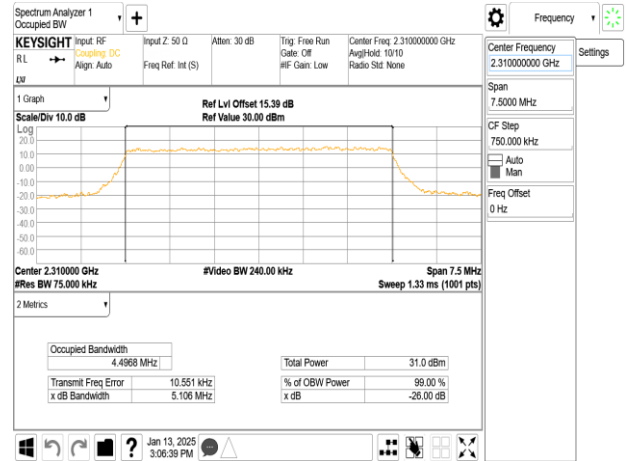 Spectrum Analyzer 1
Occupied BW
Frequency
KEYSIGHT
RL
Input: RF
Coupling: DC
Align: Auto
Input Z: 50 Ω
Freq Ref: Int (S)
Atten: 30 dB
Trig: Free Run
Gate: Off
#IF Gain: Low
Center Freq: 2.310000000 GHz
Avg|Hold: 10/10
Radio Std: None
Center Frequency
2.310000000 GHz
Settings
Span
7.5000 MHz
CF Step
750.000 kHz
Auto
Man
Freq Offset
0 Hz
1 Graph
Scale/Div 10.0 dB
Ref Lvl Offset 15.39 dB
Ref Value 30.00 dBm
Log
20.0
10.0
0.00
-10.0
-20.0
-30.0
-40.0
-50.0
-60.0
Center 2.310000 GHz
#Video BW 240.00 kHz
Span 7.5 MHz
#Res BW 75.000 kHz
Sweep 1.33 ms (1001 pts)
2 Metrics
Occupied Bandwidth
4.4968 MHz
Total Power 31.0 dBm
Transmit Freq Error 10.551 kHz
% of OBW Power 99.00 %
x dB Bandwidth 5.106 MHz
x dB -26.00 dB
Jan 13, 2025
3:06:39 PM